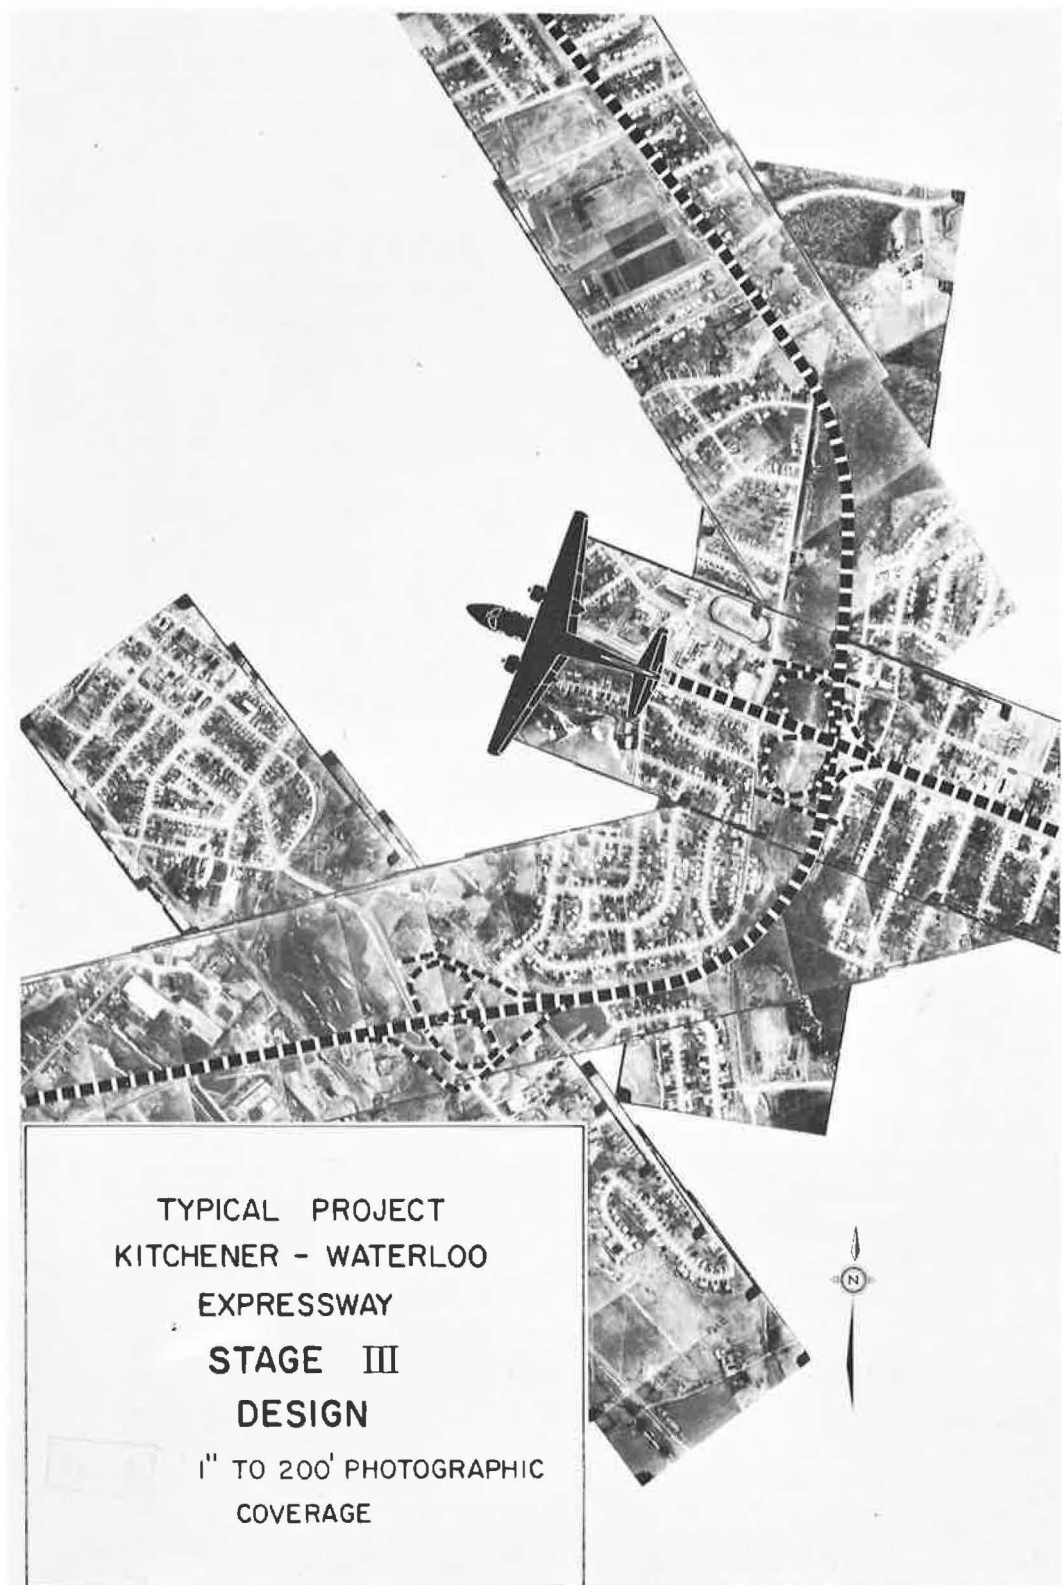 TYPICAL PROJECT
KITCHENER - WATERLOO
EXPRESSWAY
STAGE III
DESIGN
1" TO 200' PHOTOGRAPHIC
COVERAGE
N